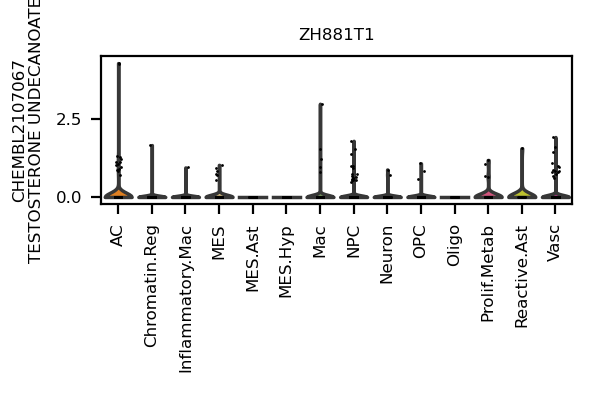 ZH881T1
CHEMBL2107067
TESTOSTERONE UNDECANOATE
2.5
0.0
AC
Chromatin.Reg
Inflammatory.Mac
MES
MES.Ast
MES.Hyp
Mac
NPC
Neuron
OPC
Oligo
Prolif.Metab
Reactive.Ast
Vasc